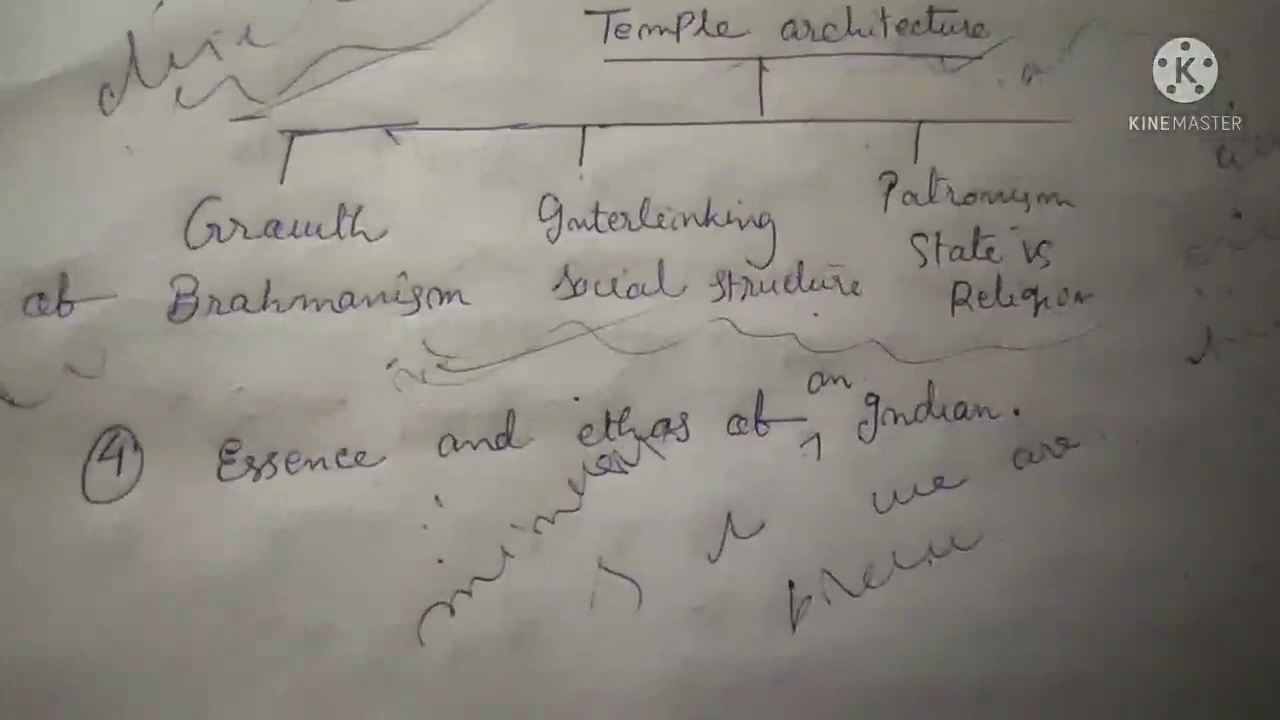 Temple architecture
KINEMASTER
Growth Interlinking Patronism
of Brahmanism social structure State vs Religion
④ Essence and ethos of an Indian.
we are